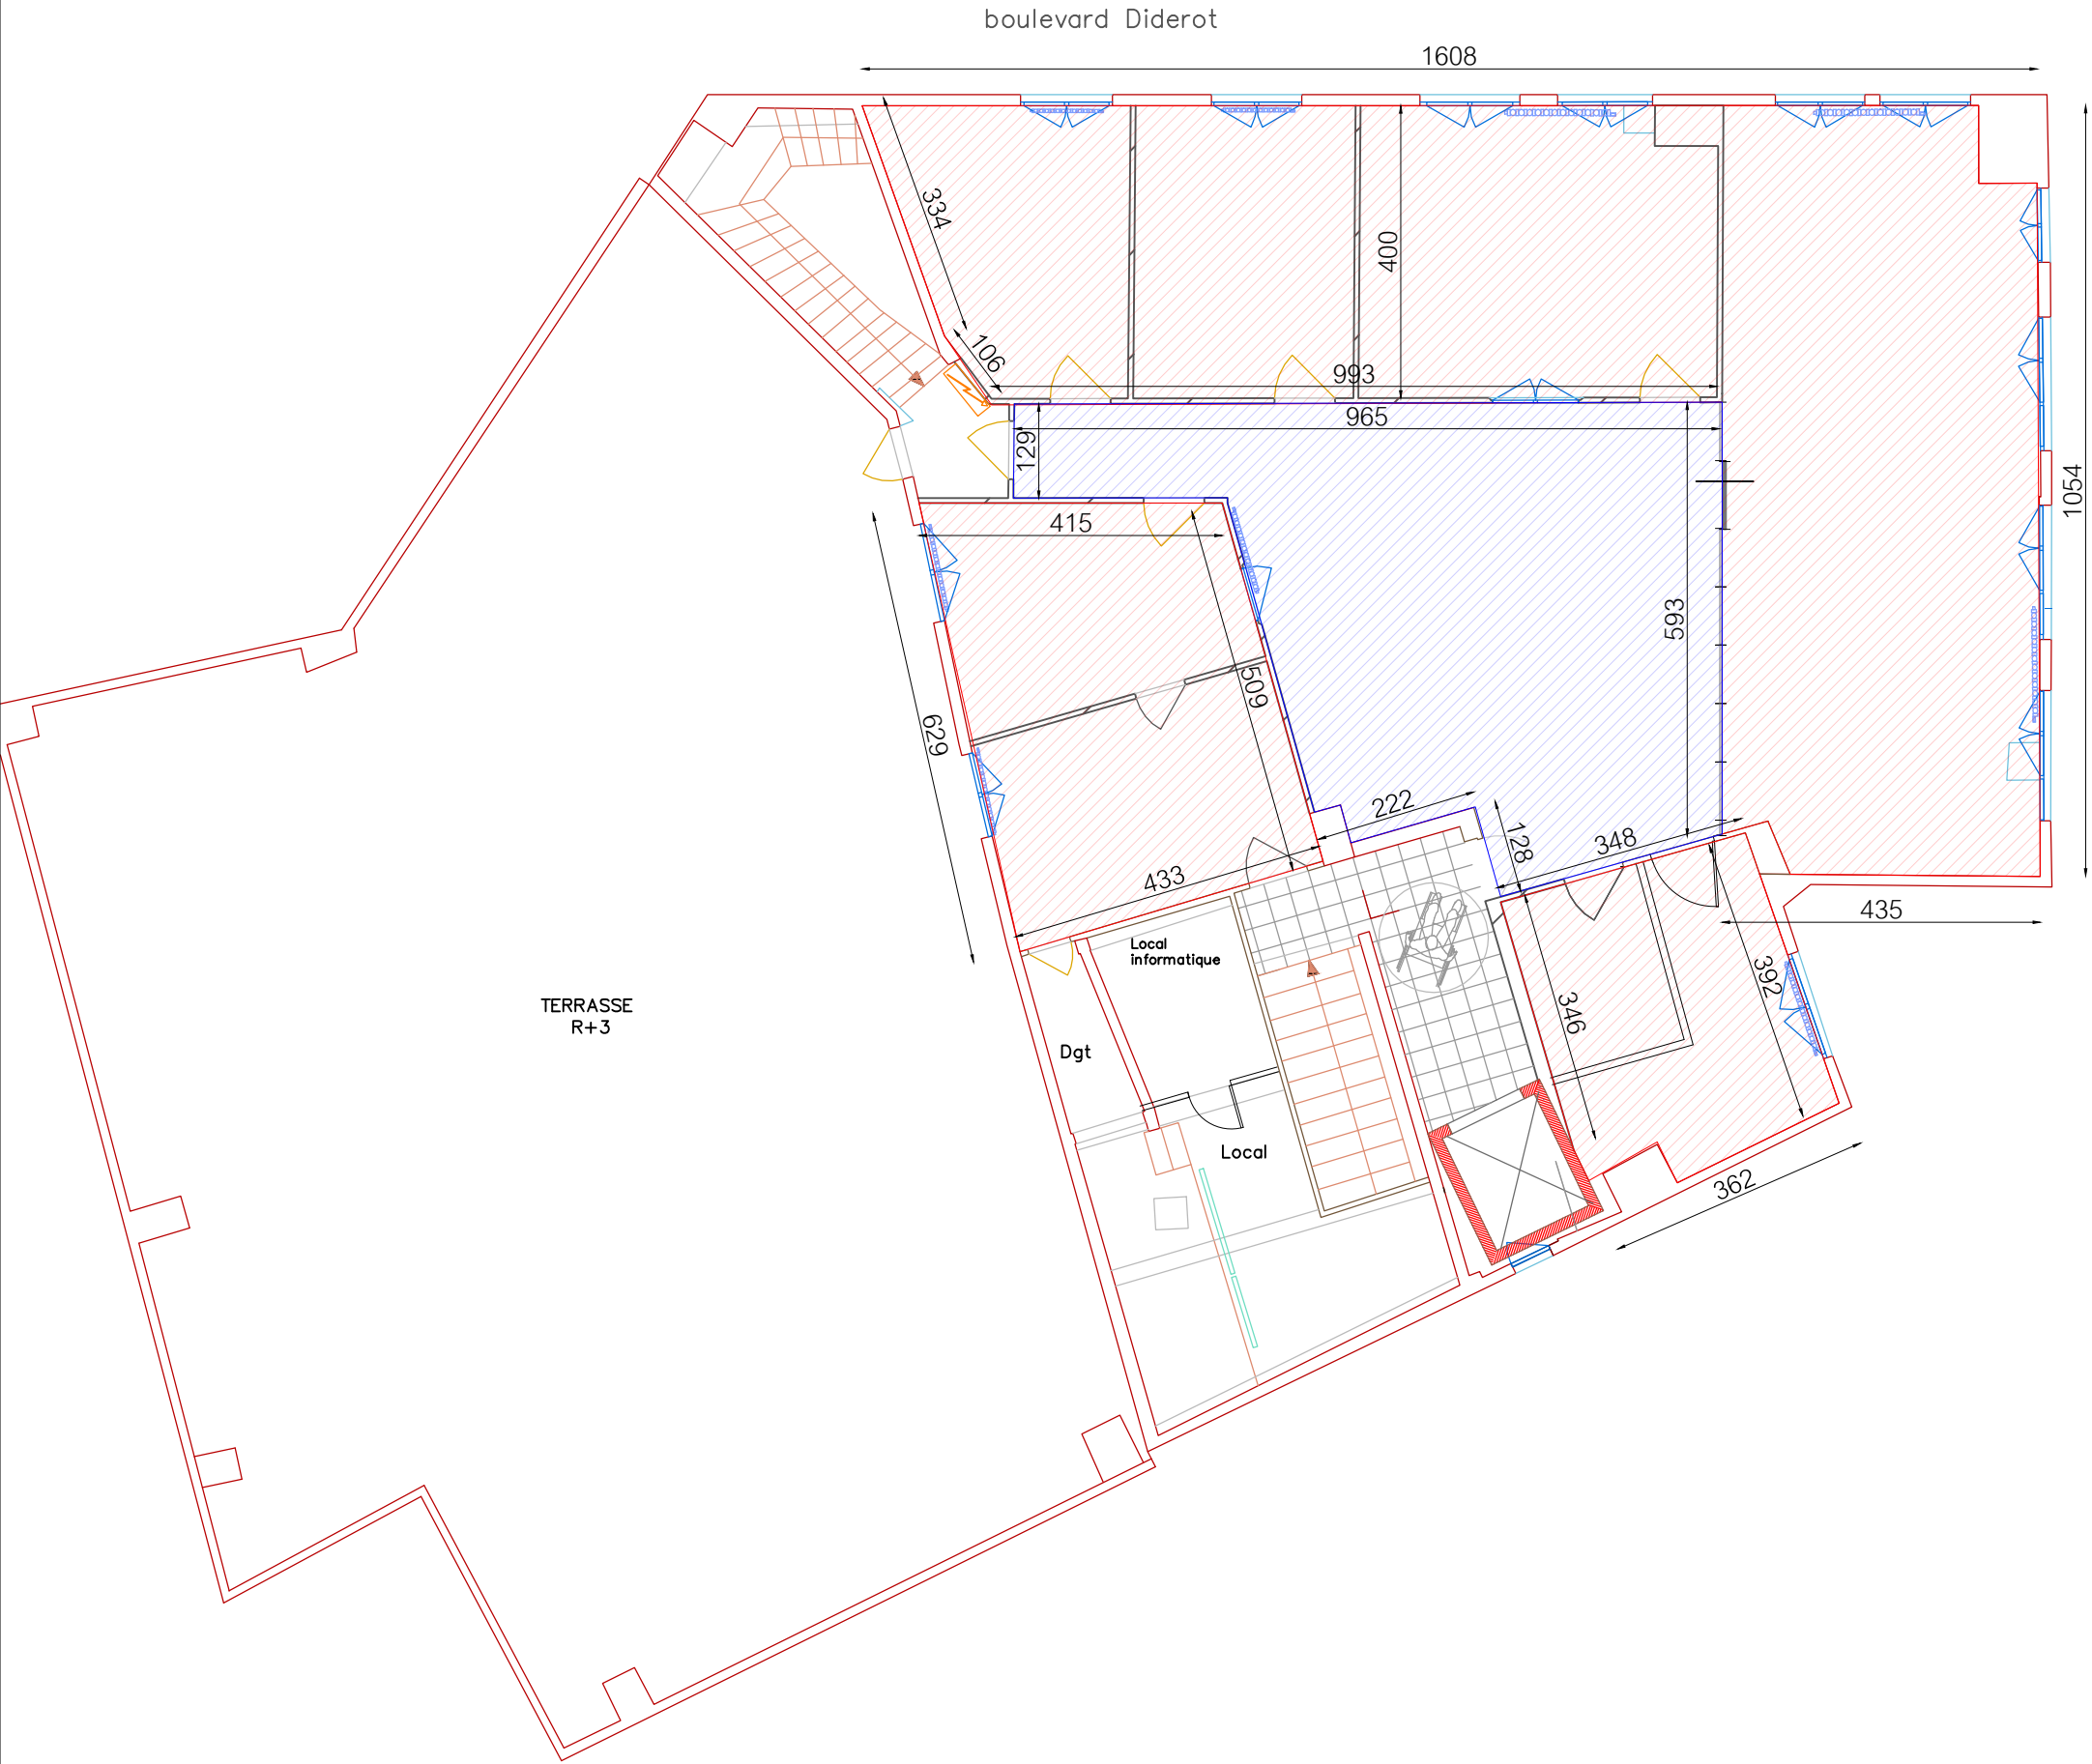 boulevard Diderot
1608
334
400
106
993
965
129
415
1054
593
509
629
222
128
348
433
435
Local
informatique
392
TERRASSE
R+3
346
Dgt
Local
362